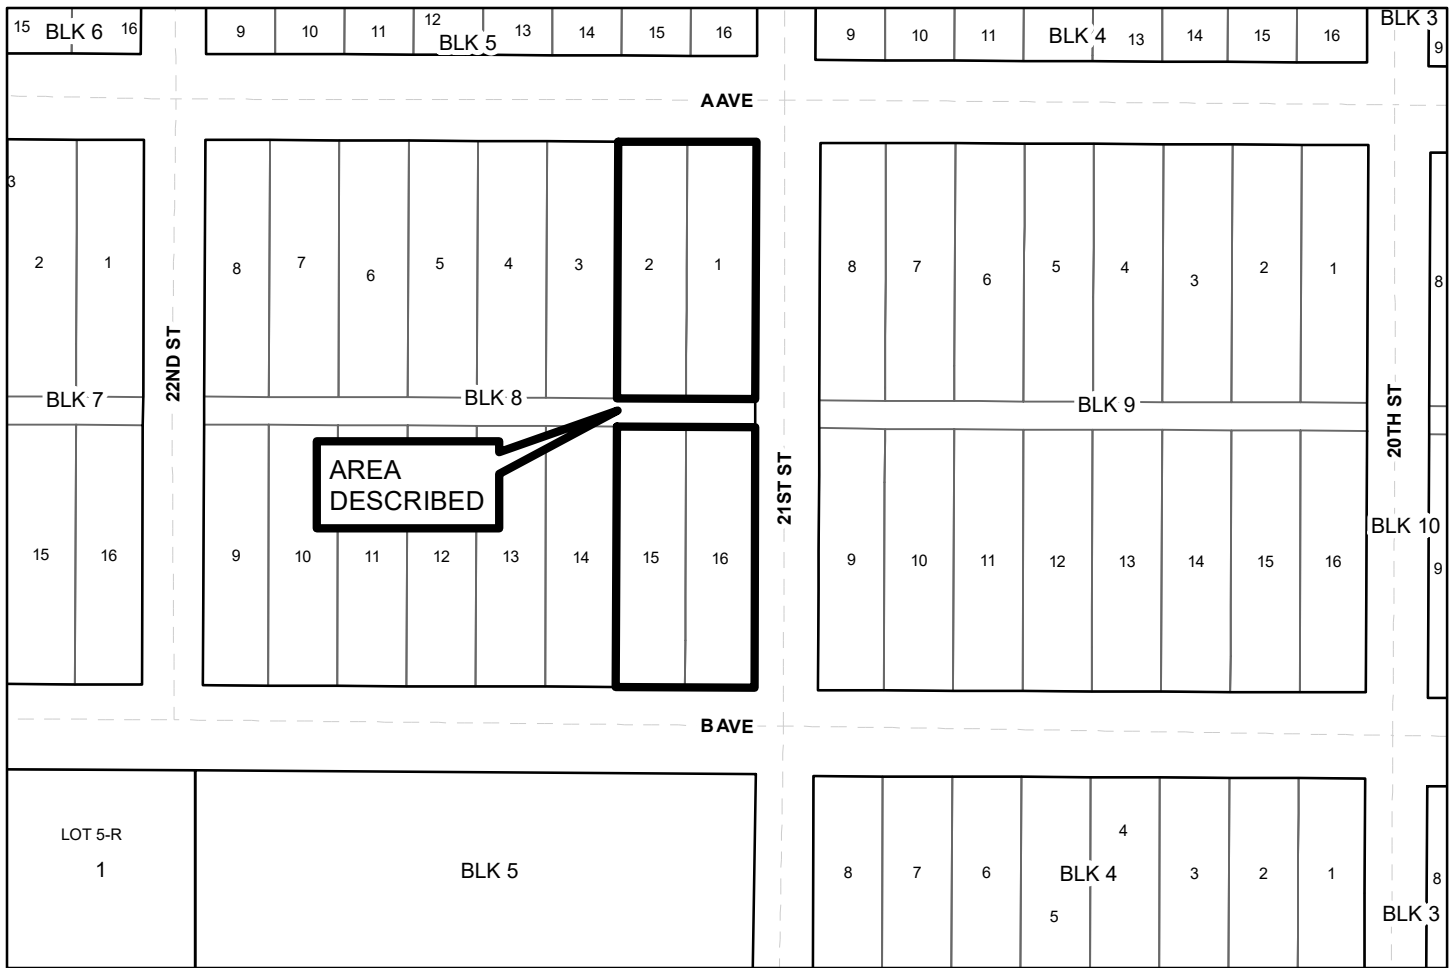 15 BLK 6 16
9 10 11 12 BLK 5 13 14 15 16
9 10 11 BLK 4 13 14 15 16
BLK 3
9
A AVE
3
2 1
8 7 6 5 4 3 2 1
8 7 6 5 4 3 2 1
8
22ND ST
BLK 7
BLK 8
BLK 9
20TH ST
AREA
DESCRIBED
21ST ST
BLK 10
15 16
9 10 11 12 13 14 15 16
9 10 11 12 13 14 15 16
9
B AVE
LOT 5-R
1
BLK 5
8 7 6 5 BLK 4 4 3 2 1
8
BLK 3